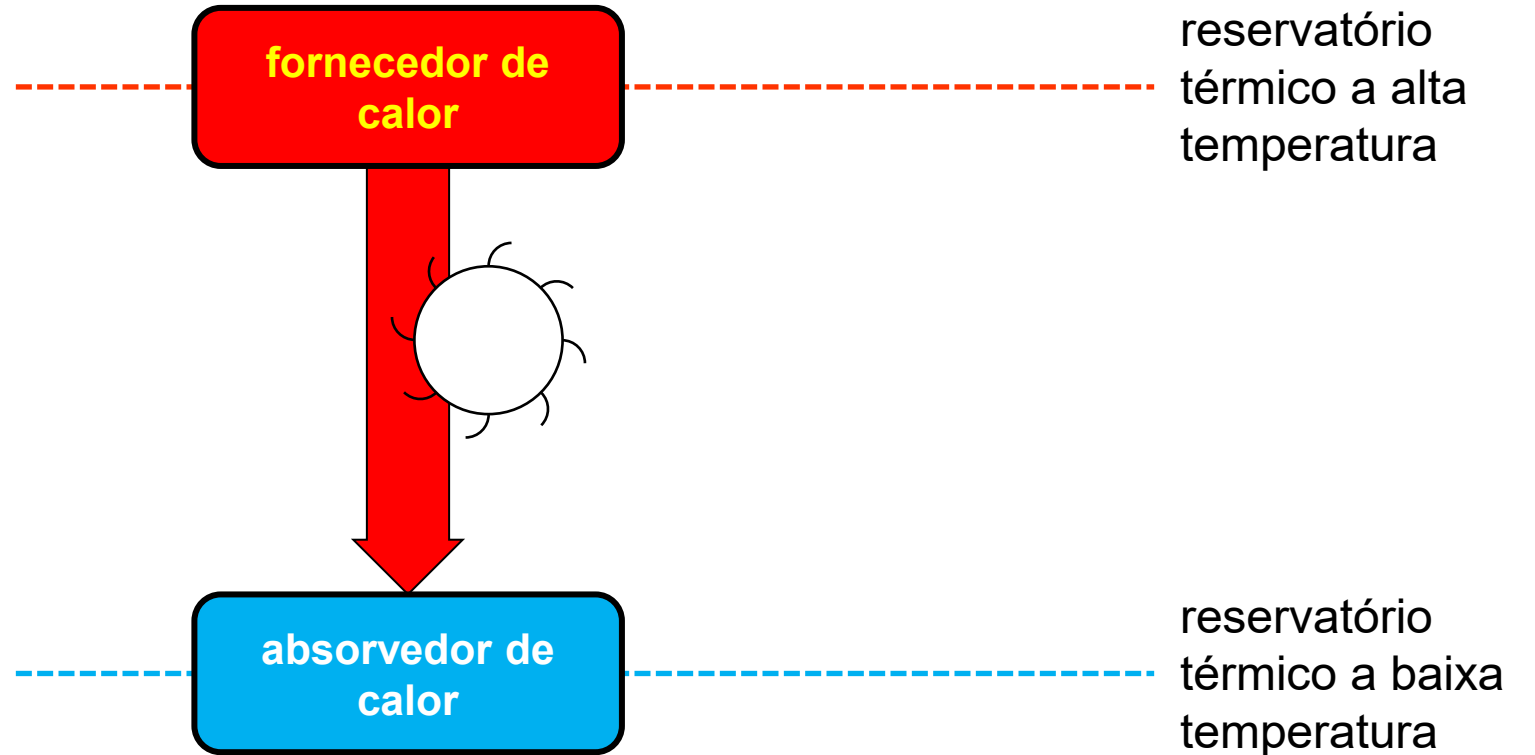 fornecedor de
calor
reservatório
térmico a alta
temperatura
absorvedor de
calor
reservatório
térmico a baixa
temperatura